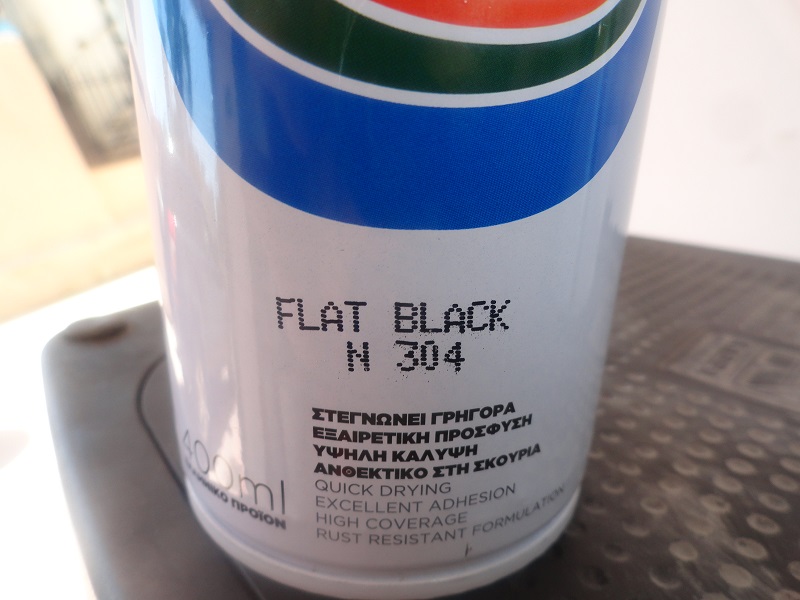 FLAT BLACK
N 304
ΣΤΕΓΝΩΝΕΙ ΓΡΗΓΟΡΑ
ΕΞΑΙΡΕΤΙΚΗ ΠΡΟΣΦΥΣΗ
ΥΨΗΛΗ ΚΑΛΥΨΗ
ΑΝΘΕΚΤΙΚΟ ΣΤΗ ΣΚΟΥΡΙΑ
QUICK DRYING
EXCELLENT ADHESION
HIGH COVERAGE
RUST RESISTANT FORMULATION
400ml
ΠΡΟΪΟΝ